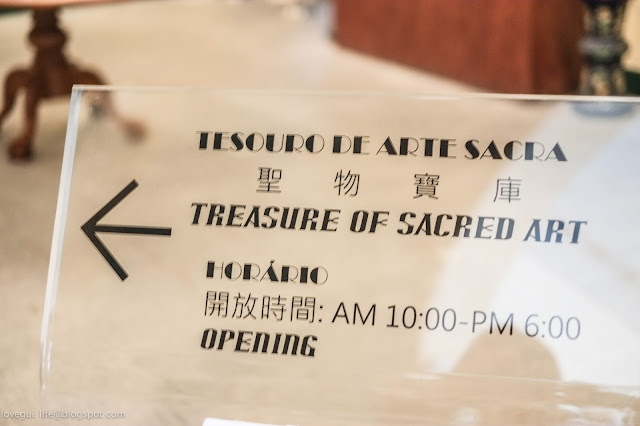 TESOURO DE ARTE SACRA
聖物寶庫
TREASURE OF SACRED ART
HORÁRIO
開放時間: AM 10:00-PM 6:00
OPENING
lovegui life@blogspot.com